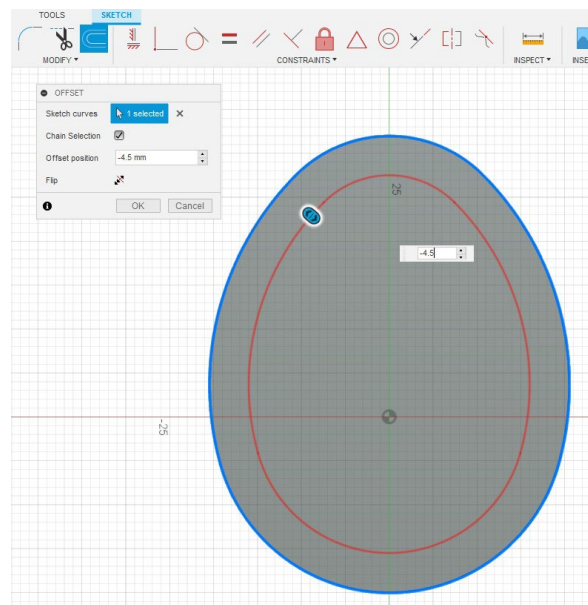 TOOLS SKETCH
MODIFY ▾ CONSTRAINTS ▾ INSPECT ▾ INSE
OFFSET
Sketch curves 1 selected
Chain Selection
Offset position -4.5 mm
Flip
OK Cancel
25
-4.5
-25